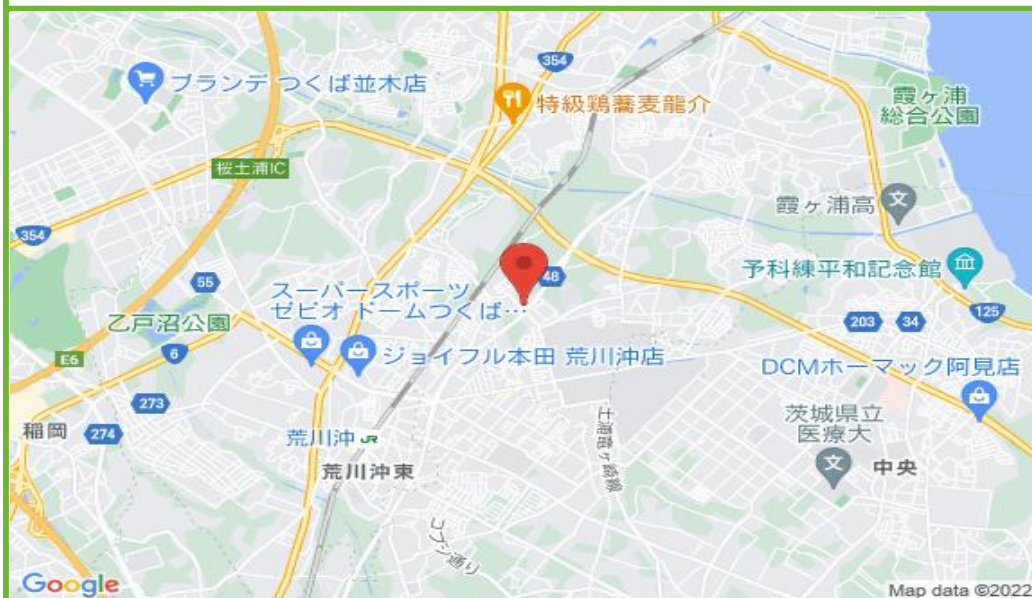 354
ブランデ つくば並木店
特級鶏蕎麦龍介
霞ヶ浦
総合公園
桜土浦IC
霞ヶ浦高
354
予科練平和記念館
48
55
スーパースポーツ
ゼビオ ドームつくば…
乙戸沼公園
203
34
125
E6
6
ジョイフル本田 荒川沖店
DCMホーマック阿見店
273
274
稲岡
荒川沖 JR
荒川沖東
土浦竜ヶ崎線
茨城県立
医療大
中央
コブシ通り
Google
Map data ©2022